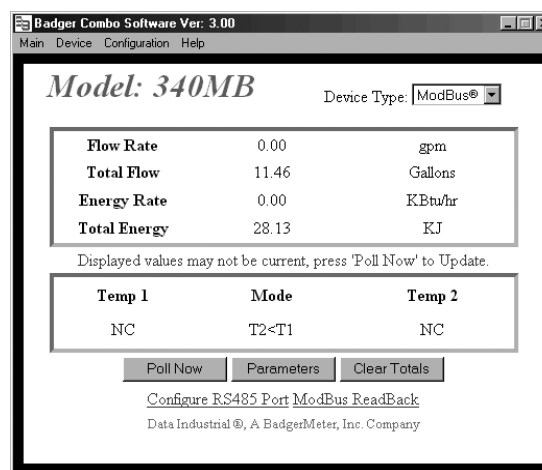 Badger Combo Software Ver: 3.00
Main Device Configuration Help
Model: 340MB
Device Type: ModBus®
Flow Rate 0.00 gpm
Total Flow 11.46 Gallons
Energy Rate 0.00 KBtu/hr
Total Energy 28.13 KJ
Displayed values may not be current, press 'Poll Now' to Update.
Temp 1 Mode Temp 2
NC T2<T1 NC
Poll Now Parameters Clear Totals
Configure RS485 Port ModBus ReadBack
Data Industrial®, A BadgerMeter, Inc. Company